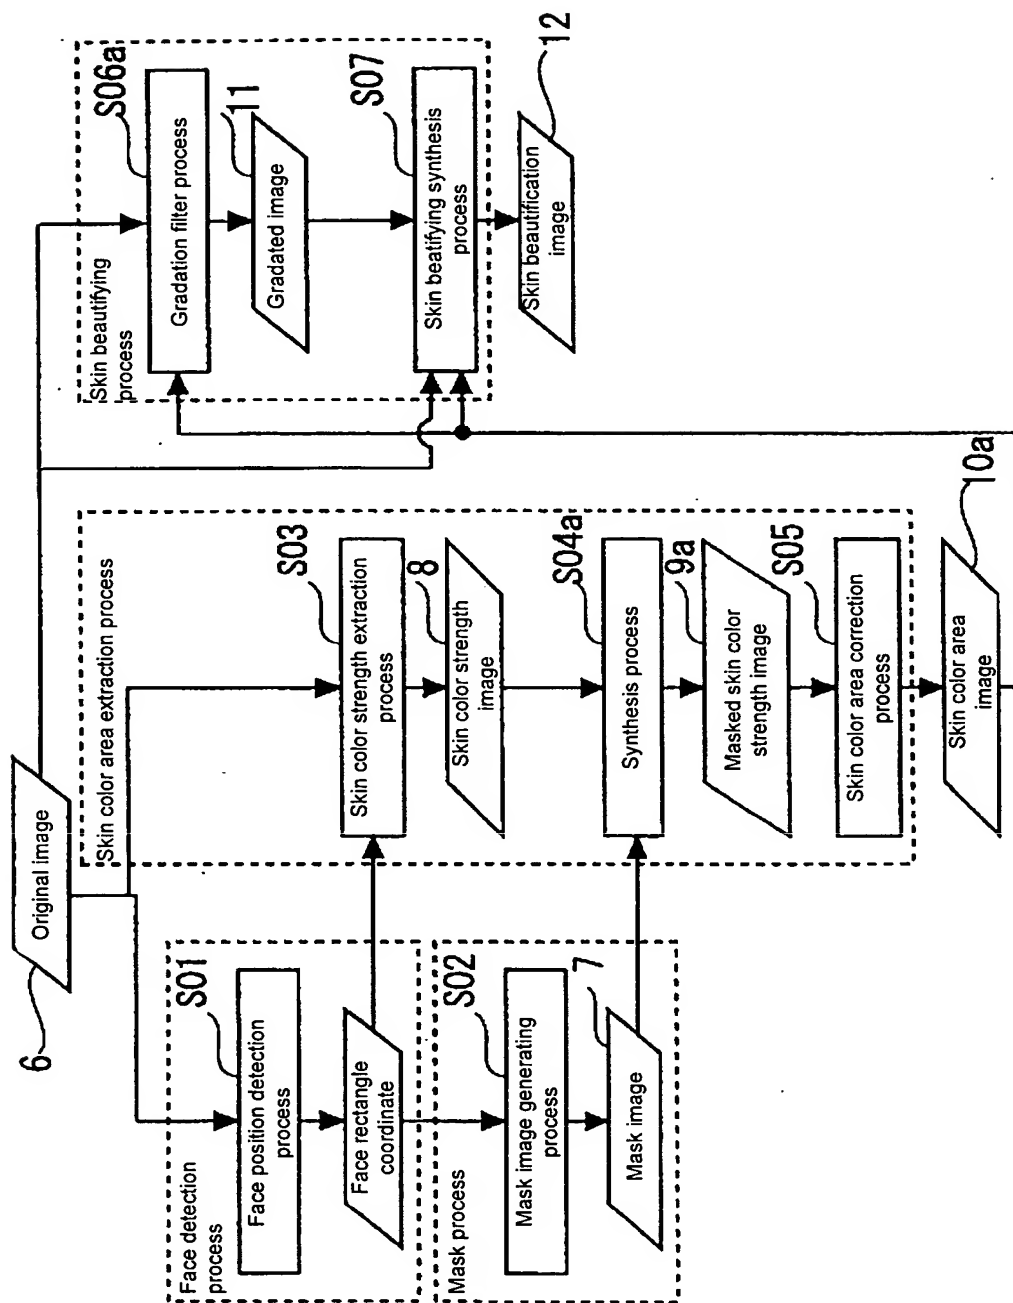 6
Original image
Face detection
process
S01
Face position detection
process
Face rectangle
coordinate
Mask process
S02
Mask image generating
process
7
Mask image
Skin color area extraction process
S03
Skin color strength extraction
process
8
Skin color strength
image
S04a
Synthesis process
9a
Masked skin color
strength image
S05
Skin color area correction
process
10a
Skin color area
image
Skin beautifying
process
S06a
Gradation filter process
11
Gradated image
S07
Skin beatifying synthesis
process
12
Skin beautification
image